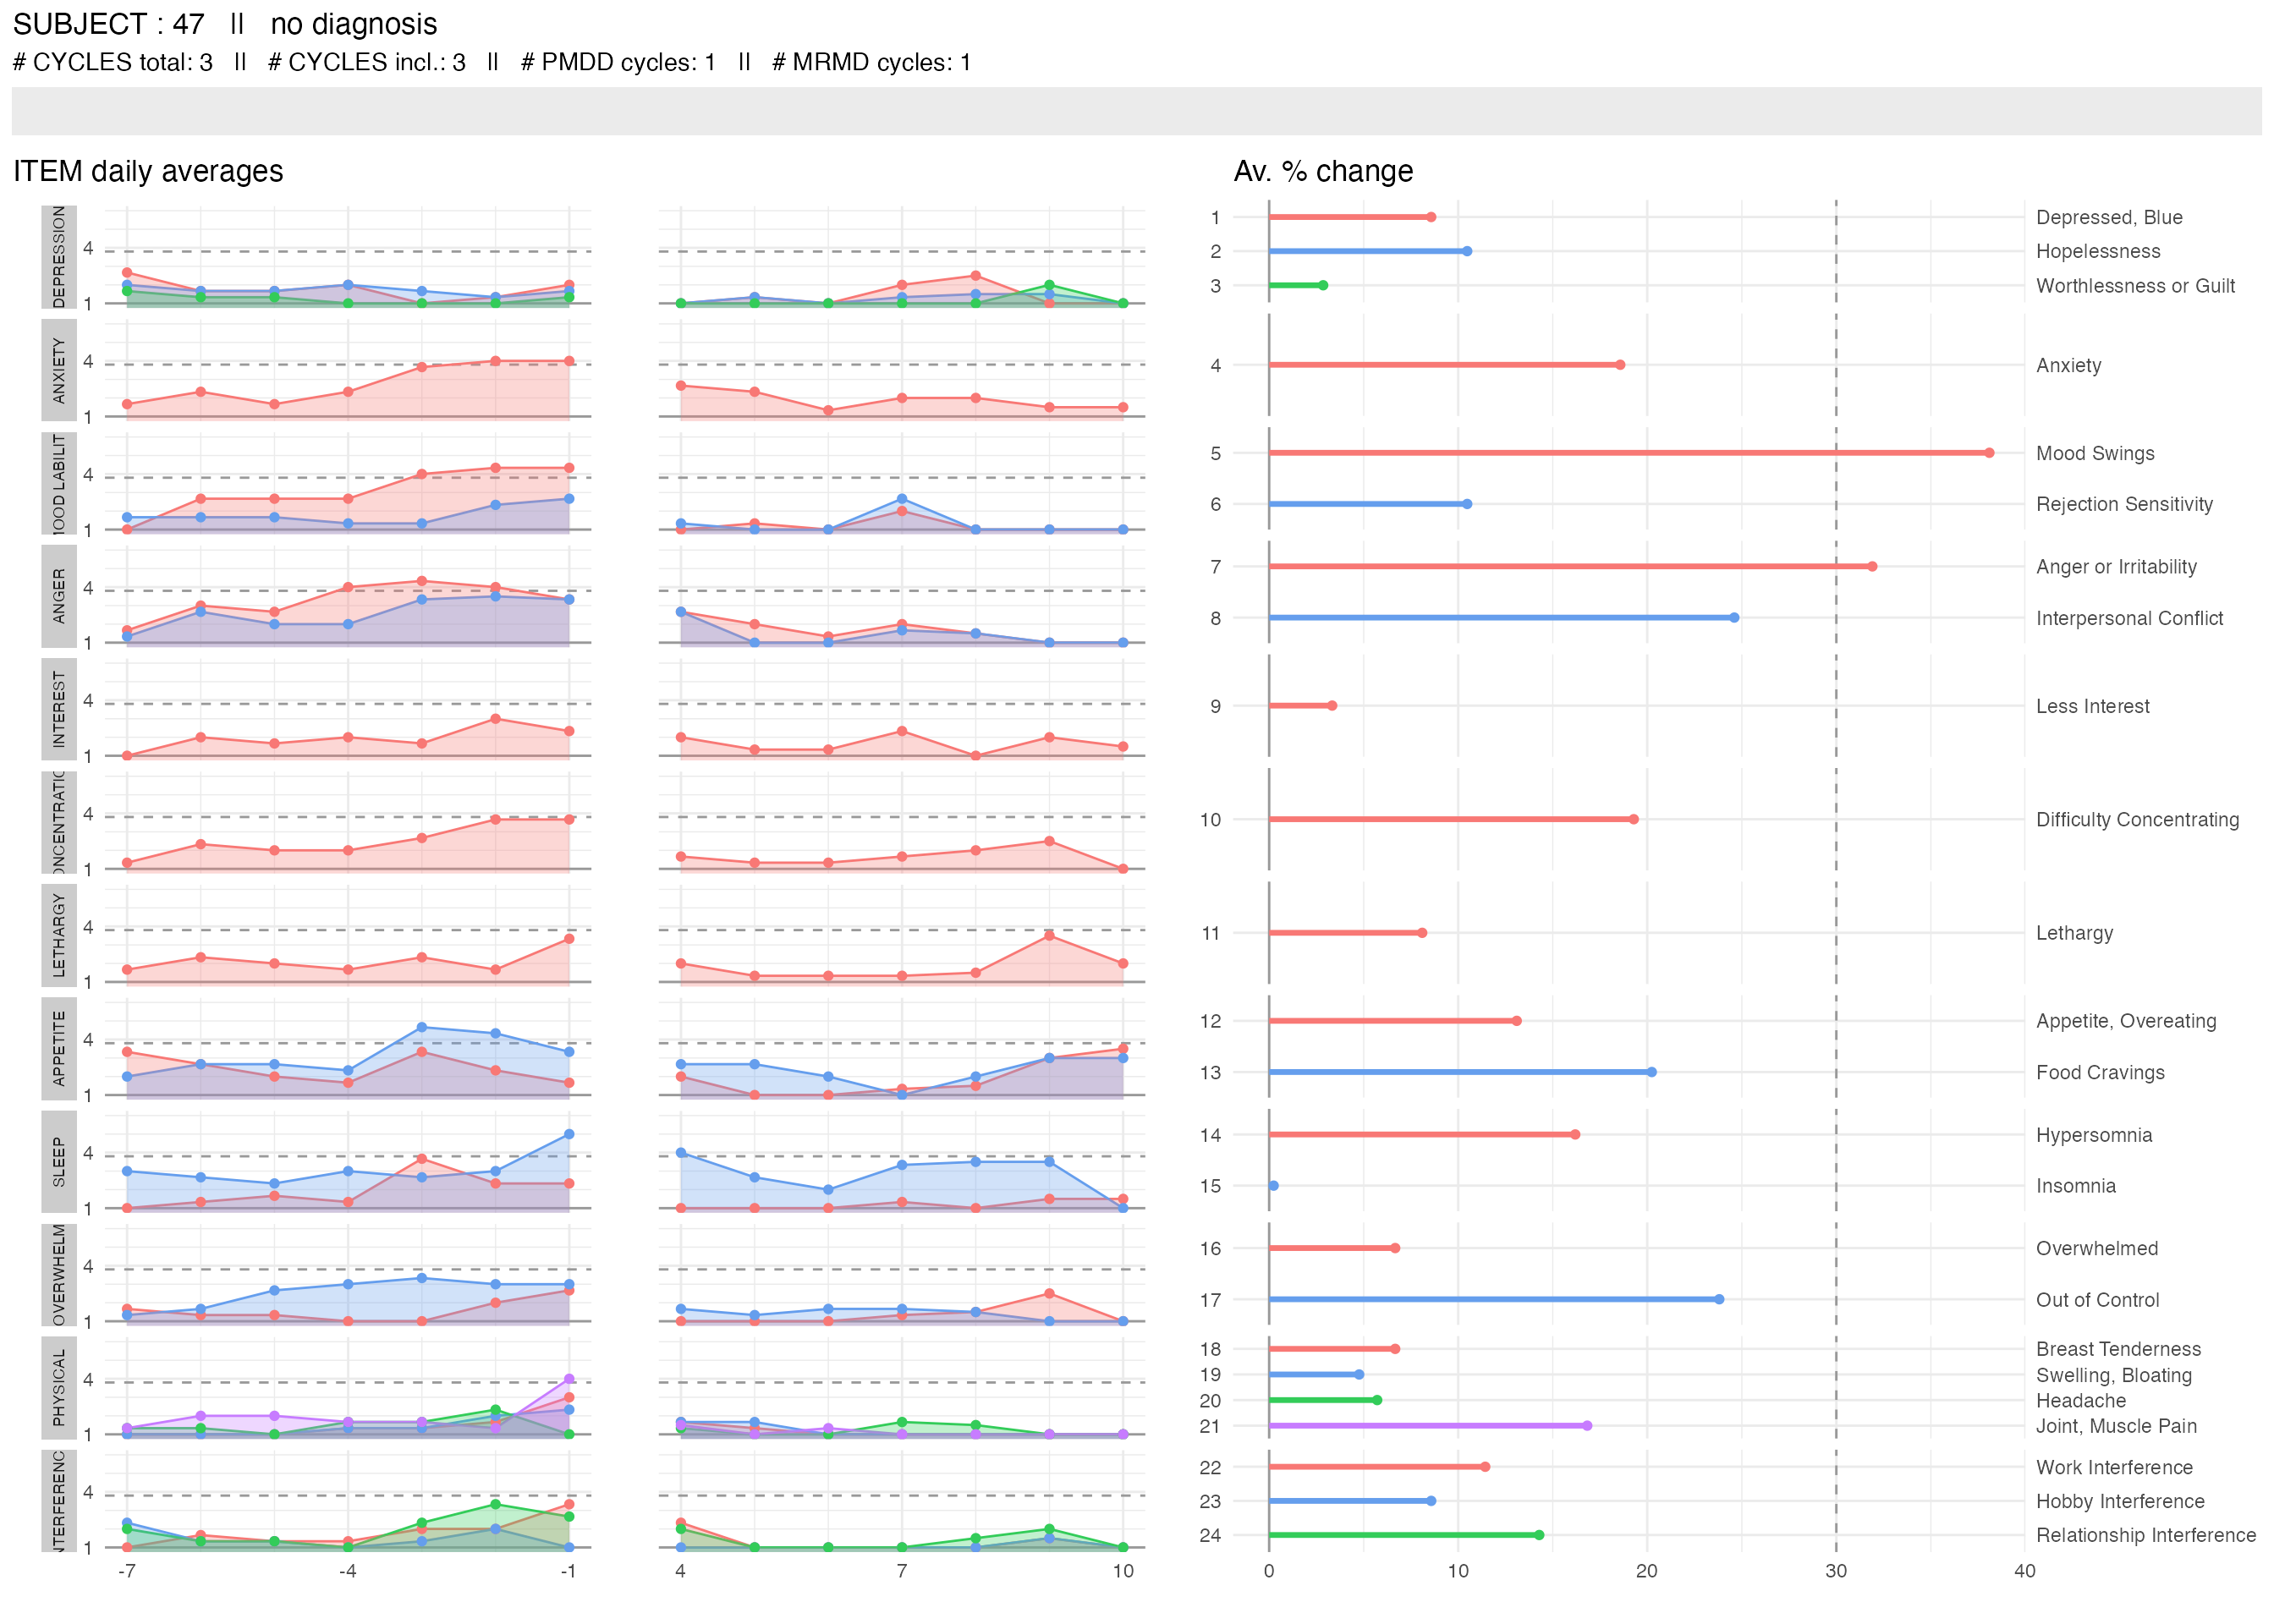 SUBJECT : 47 || no diagnosis
# CYCLES total: 3 || # CYCLES incl.: 3 || # PMDD cycles: 1 || # MRMD cycles: 1
ITEM daily averages
Av. % change
DEPRESSION
4
1
1
Depressed, Blue
2
Hopelessness
3
Worthlessness or Guilt
ANXIETY
4
1
4
Anxiety
MOOD LABILIT
4
1
5
Mood Swings
6
Rejection Sensitivity
ANGER
4
1
7
Anger or Irritability
8
Interpersonal Conflict
INTEREST
4
1
9
Less Interest
ONCENTRATIO
4
1
10
Difficulty Concentrating
LETHARGY
4
1
11
Lethargy
APPETITE
4
1
12
Appetite, Overeating
13
Food Cravings
SLEEP
4
1
14
Hypersomnia
15
Insomnia
OVERWHELM
4
1
16
Overwhelmed
17
Out of Control
PHYSICAL
4
1
18
Breast Tenderness
19
Swelling, Bloating
20
Headache
21
Joint, Muscle Pain
NTERFERENC
4
1
22
Work Interference
23
Hobby Interference
24
Relationship Interference
-7 -4 -1 4 7 10
0 10 20 30 40